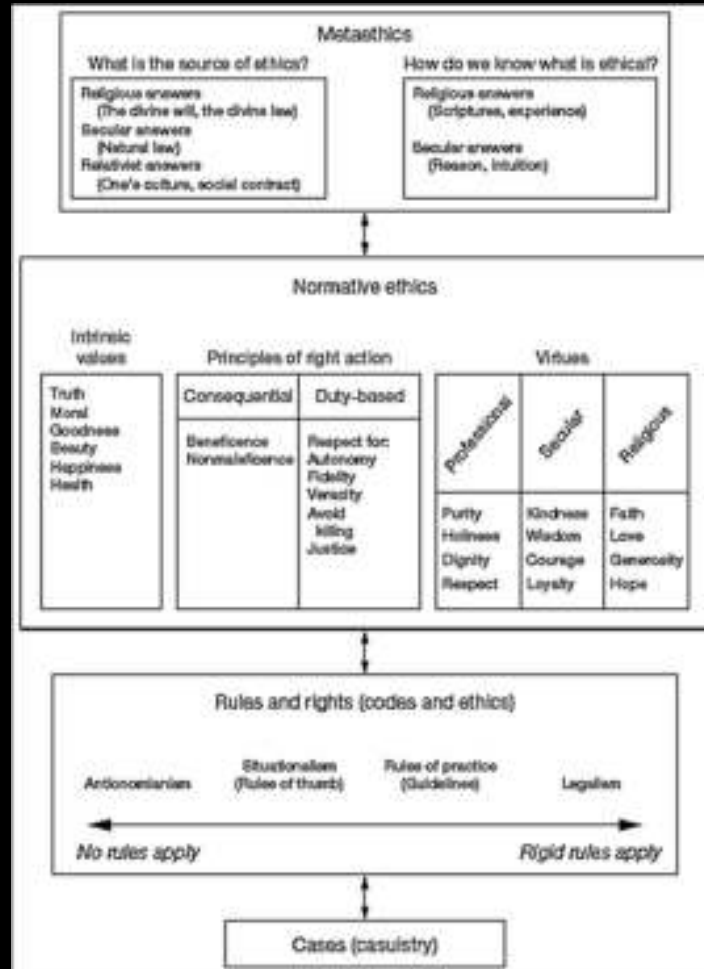 Metaethics
What is the source of ethics?
Religious answers
(The divine will, the divine law)
Secular answers
(Natural law)
Relativist answers
(One's culture, social contract)
How do we know what is ethical?
Religious answers
(Scriptures, experience)
Secular answers
(Reason, Intuition)
Normative ethics
Intrinsic
values
Truth
Moral
Goodness
Beauty
Happiness
Health
Principles of right action
Consequential
Beneficence
Nonmaleficence
Duty-based
Respect for:
Autonomy
Fidelity
Veracity
Avoid
killing
Justice
Virtues
Professional
Purity
Holiness
Dignity
Respect
Secular
Kindness
Wisdom
Courage
Loyalty
Religious
Faith
Love
Generosity
Hope
Rules and rights (codes and ethics)
Antionomianism
Situationalism
(Rules of thumb)
Rules of practice
(Guidelines)
Legalism
No rules apply
Rigid rules apply
Cases (casuistry)